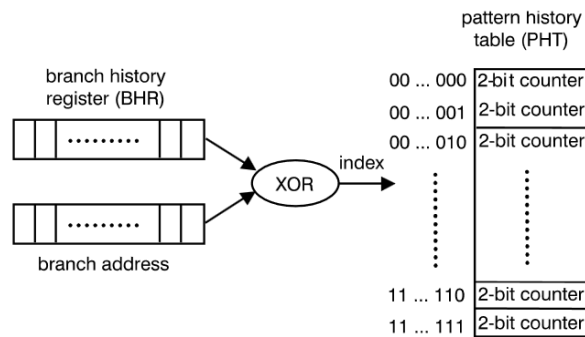 pattern history
table (PHT)
branch history
register (BHR)
00 ... 000 2-bit counter
00 ... 001 2-bit counter
00 ... 010 2-bit counter
index
XOR
branch address
11 ... 110 2-bit counter
11 ... 111 2-bit counter